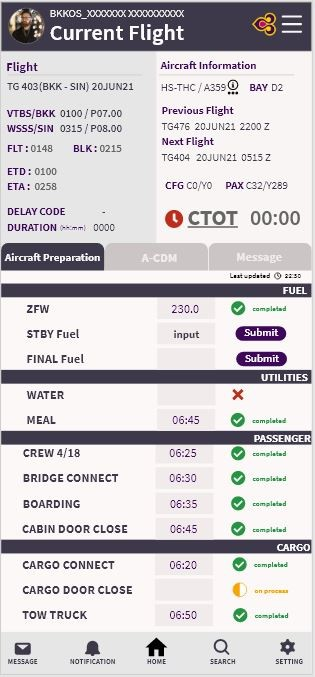 BKKOS_XXXXXXX XXXXXXXXXX
Current Flight
Flight
TG 403(BKK - SIN) 20JUN21
VTBS/BKK 0100 / P07.00
WSSS/SIN 0315 / P08.00
FLT : 0148 BLK : 0215
ETD : 0100
ETA : 0258
DELAY CODE -
DURATION (hh:mm) 0000
Aircraft Information
HS-THC / A359 BAY D2
Previous Flight
TG476 20JUN21 2200 Z
Next Flight
TG404 20JUN21 0515 Z
CFG C0/Y0 PAX C32/Y289
CTOT 00:00
Aircraft Preparation
A-CDM
Message
Last updated 22:30
FUEL
ZFW 230.0 completed
STBY Fuel input Submit
FINAL Fuel Submit
UTILITIES
WATER
MEAL 06:45 completed
PASSENGER
CREW 4/18 06:25 completed
BRIDGE CONNECT 06:30 completed
BOARDING 06:35 completed
CABIN DOOR CLOSE 06:45 completed
CARGO
CARGO CONNECT 06:20 completed
CARGO DOOR CLOSE on process
TOW TRUCK 06:50 completed
MESSAGE NOTIFICATION HOME SEARCH SETTING